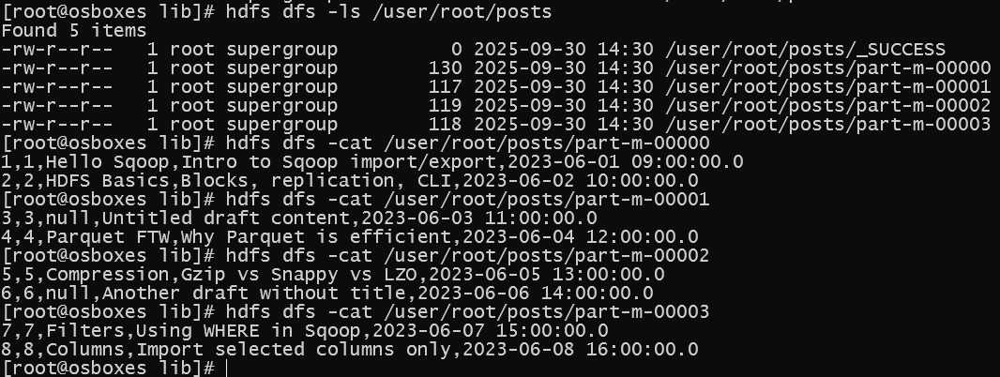 [root@osboxes lib]# hdfs dfs -ls /user/root/posts
Found 5 items
-rw-r--r--   1 root supergroup          0 2025-09-30 14:30 /user/root/posts/_SUCCESS
-rw-r--r--   1 root supergroup        130 2025-09-30 14:30 /user/root/posts/part-m-00000
-rw-r--r--   1 root supergroup        117 2025-09-30 14:30 /user/root/posts/part-m-00001
-rw-r--r--   1 root supergroup        119 2025-09-30 14:30 /user/root/posts/part-m-00002
-rw-r--r--   1 root supergroup        118 2025-09-30 14:30 /user/root/posts/part-m-00003
[root@osboxes lib]# hdfs dfs -cat /user/root/posts/part-m-00000
1,1,Hello Sqoop,Intro to Sqoop import/export,2023-06-01 09:00:00.0
2,2,HDFS Basics,Blocks, replication, CLI,2023-06-02 10:00:00.0
[root@osboxes lib]# hdfs dfs -cat /user/root/posts/part-m-00001
3,3,null,Untitled draft content,2023-06-03 11:00:00.0
4,4,Parquet FTW,Why Parquet is efficient,2023-06-04 12:00:00.0
[root@osboxes lib]# hdfs dfs -cat /user/root/posts/part-m-00002
5,5,Compression,Gzip vs Snappy vs LZO,2023-06-05 13:00:00.0
6,6,null,Another draft without title,2023-06-06 14:00:00.0
[root@osboxes lib]# hdfs dfs -cat /user/root/posts/part-m-00003
7,7,Filters,Using WHERE in Sqoop,2023-06-07 15:00:00.0
8,8,Columns,Import selected columns only,2023-06-08 16:00:00.0
[root@osboxes lib]#